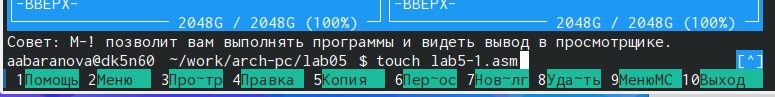 -ВВЕРХ-
-ВВЕРХ-
2048G / 2048G (100%)
2048G / 2048G (100%)
Совет: M-! позволит вам выполнять программы и видеть вывод в просмотрщике.
aabaranova@dk5n60 ~/work/arch-pc/lab05 $ touch lab5-1.asm [^]
1Помощь 2Меню 3Про~тр 4Правка 5Копия 6Пер~ос 7Нов~лг 8Уда~ть 9МенюМС 10Выход